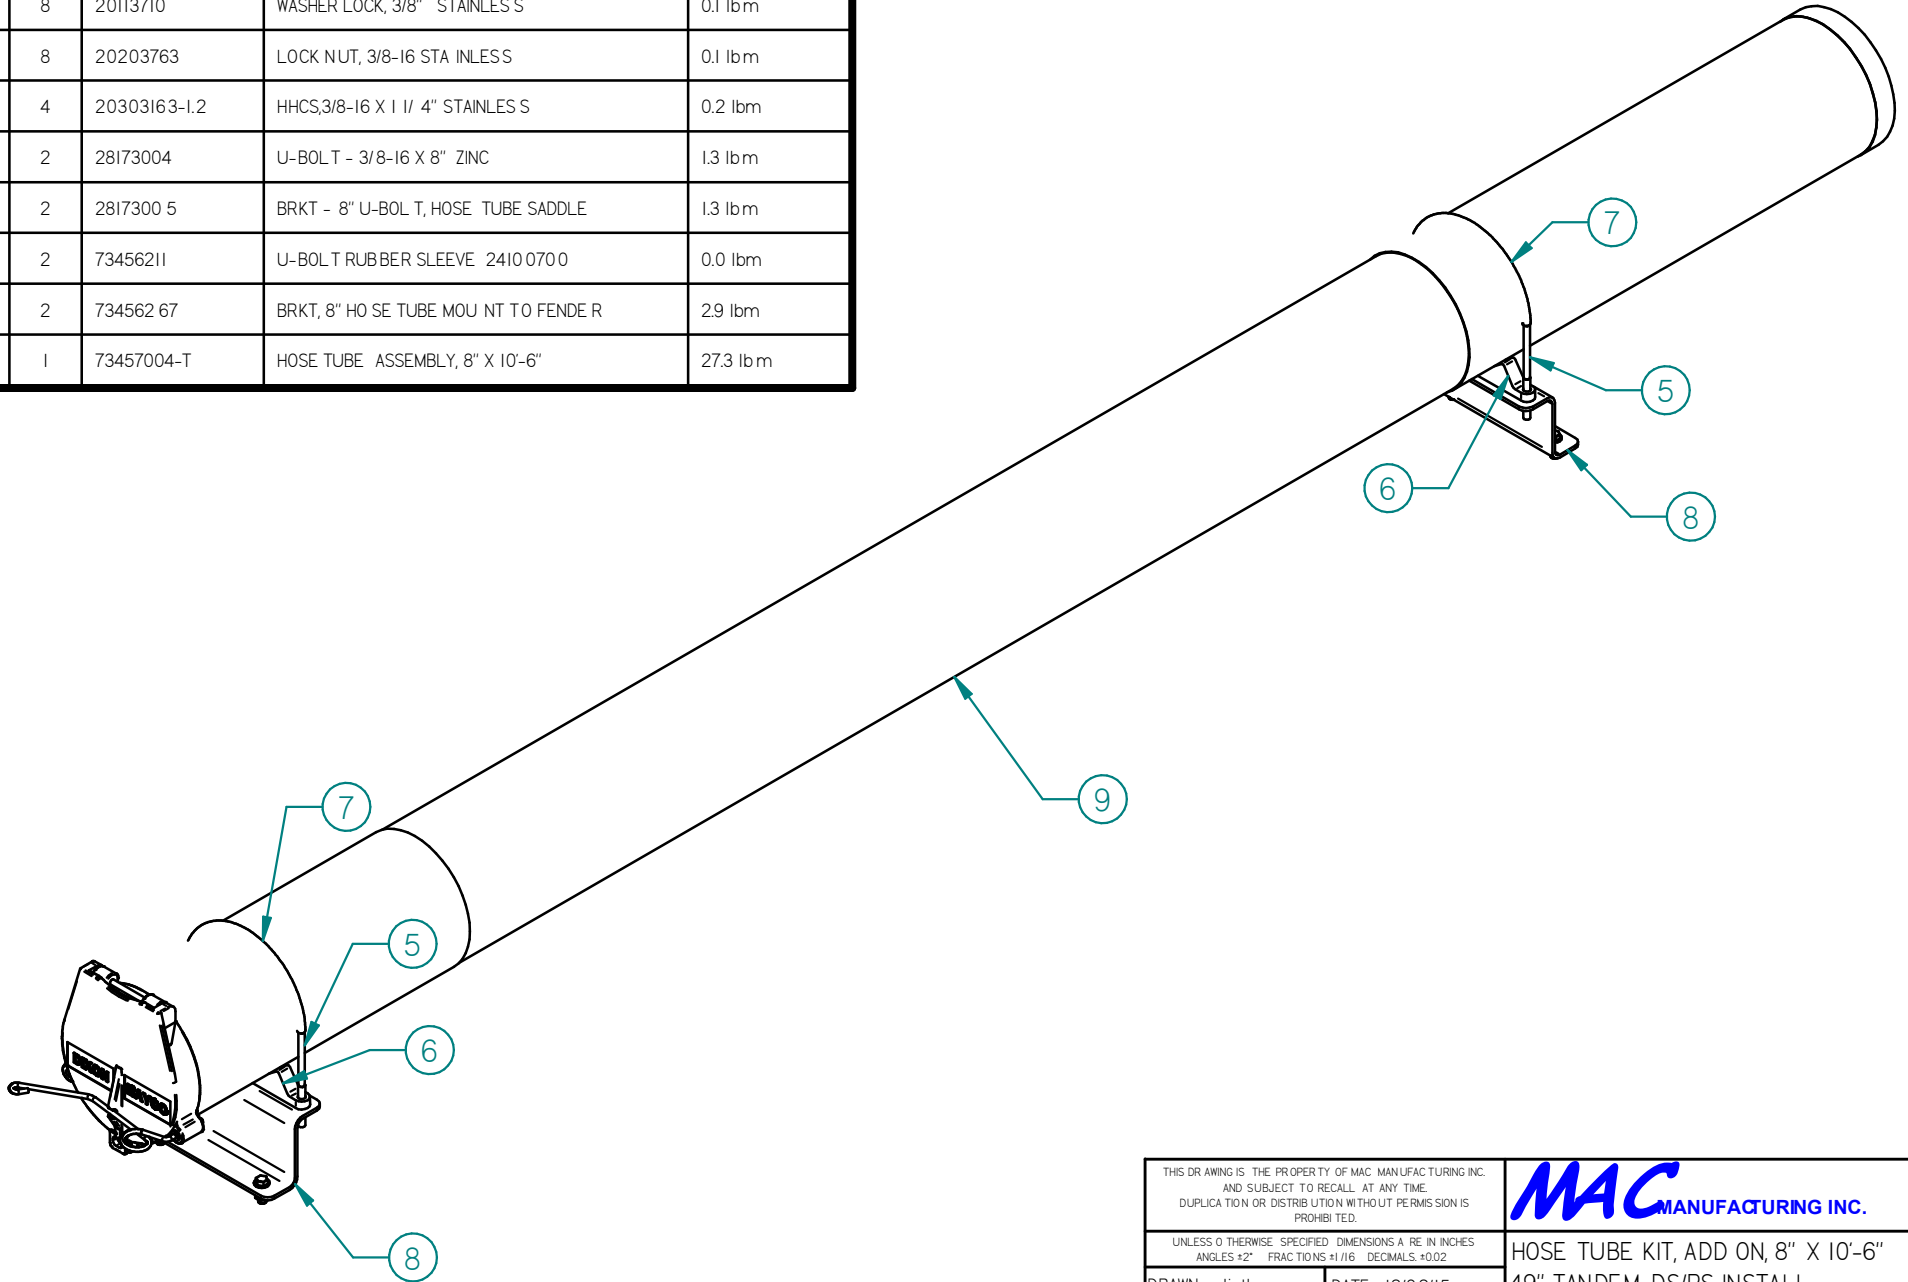 8 20113710 WASHER LOCK, 3/8" STAINLESS 0.1 lbm
8 20203763 LOCK NUT, 3/8-16 STAINLESS 0.1 lbm
4 20303163-1.2 HHCS,3/8-16 X 1 1/4" STAINLESS 0.2 lbm
2 28173004 U-BOLT - 3/8-16 X 8" ZINC 1.3 lbm
2 28173005 BRKT - 8" U-BOLT, HOSE TUBE SADDLE 1.3 lbm
2 73456211 U-BOLT RUBBER SLEEVE 24100700 0.0 lbm
2 73456267 BRKT, 8" HOSE TUBE MOUNT TO FENDER 2.9 lbm
1 73457004-T HOSE TUBE ASSEMBLY, 8" X 10'-6" 27.3 lbm
7
5
6
8
9
7
5
6
8
THIS DRAWING IS THE PROPERTY OF MAC MANUFACTURING INC.
AND SUBJECT TO RECALL AT ANY TIME.
DUPLICATION OR DISTRIBUTION WITHOUT PERMISSION IS
PROHIBITED.
MAC MANUFACTURING INC.
UNLESS OTHERWISE SPECIFIED DIMENSIONS ARE IN INCHES
ANGLES ±2° FRACTIONS ±1/16 DECIMALS. ±0.02
HOSE TUBE KIT, ADD ON, 8" X 10'-6"